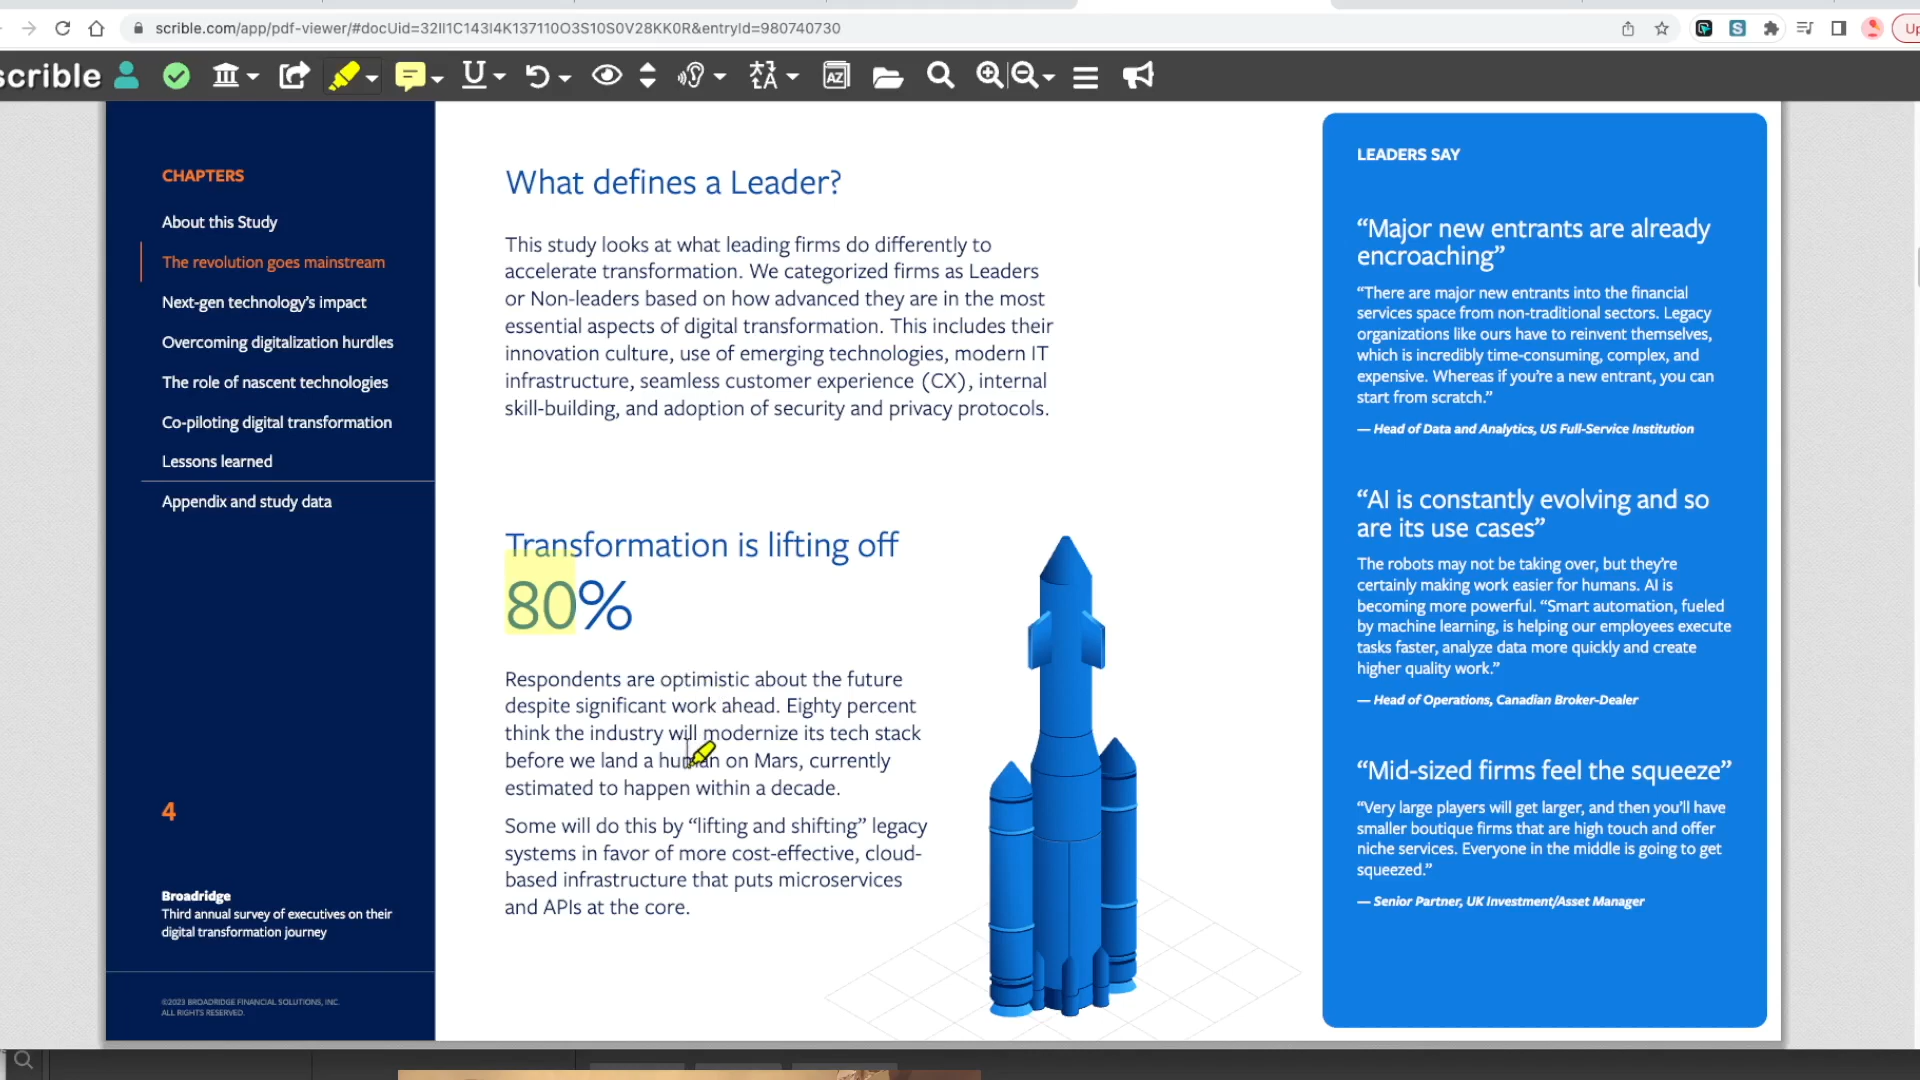 scrible.com/app/pdf-viewer/#docUid=32II1C143I4K137110O3S10S0V28KK0R&entryId=980740730
scrible
AZ
CHAPTERS
About this Study
The revolution goes mainstream
Next-gen technology’s impact
Overcoming digitalization hurdles
The role of nascent technologies
Co-piloting digital transformation
Lessons learned
Appendix and study data
4
Broadridge
Third annual survey of executives on their
digital transformation journey
©2023 BROADRIDGE FINANCIAL SOLUTIONS, INC.
ALL RIGHTS RESERVED.
What defines a Leader?
This study looks at what leading firms do differently to
accelerate transformation. We categorized firms as Leaders
or Non-leaders based on how advanced they are in the most
essential aspects of digital transformation. This includes their
innovation culture, use of emerging technologies, modern IT
infrastructure, seamless customer experience (CX), internal
skill-building, and adoption of security and privacy protocols.
Transformation is lifting off
80%
Respondents are optimistic about the future
despite significant work ahead. Eighty percent
think the industry will modernize its tech stack
before we land a human on Mars, currently
estimated to happen within a decade.
Some will do this by “lifting and shifting” legacy
systems in favor of more cost-effective, cloud-
based infrastructure that puts microservices
and APIs at the core.
LEADERS SAY
“Major new entrants are already
encroaching”
“There are major new entrants into the financial
services space from non-traditional sectors. Legacy
organizations like ours have to reinvent themselves,
which is incredibly time-consuming, complex, and
expensive. Whereas if you’re a new entrant, you can
start from scratch.”
— Head of Data and Analytics, US Full-Service Institution
“AI is constantly evolving and so
are its use cases”
The robots may not be taking over, but they’re
certainly making work easier for humans. AI is
becoming more powerful. “Smart automation, fueled
by machine learning, is helping our employees execute
tasks faster, analyze data more quickly and create
higher quality work.”
— Head of Operations, Canadian Broker-Dealer
“Mid-sized firms feel the squeeze”
“Very large players will get larger, and then you’ll have
smaller boutique firms that are high touch and offer
niche services. Everyone in the middle is going to get
squeezed.”
— Senior Partner, UK Investment/Asset Manager